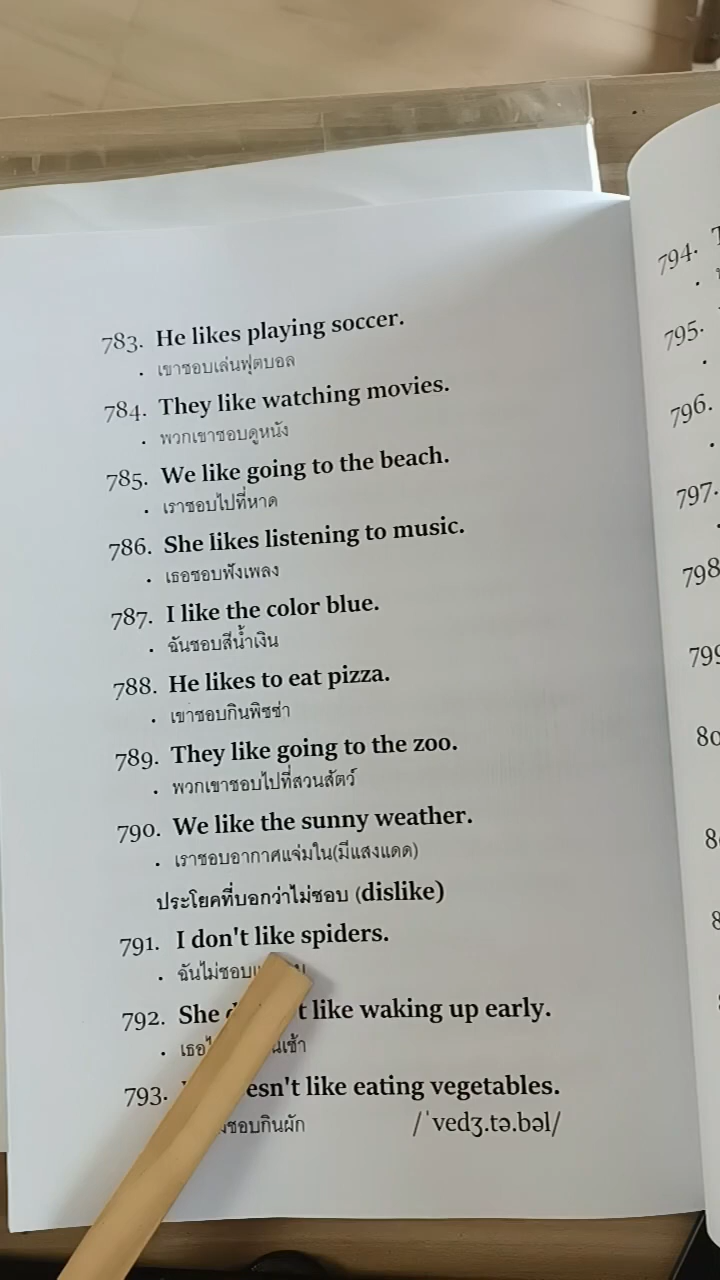 783. He likes playing soccer.
• เขาชอบเล่นฟุตบอล
784. They like watching movies.
• พวกเขาชอบดูหนัง
785. We like going to the beach.
• เราชอบไปที่หาด
786. She likes listening to music.
• เธอชอบฟังเพลง
787. I like the color blue.
• ฉันชอบสีน้ำเงิน
788. He likes to eat pizza.
• เขาชอบกินพิซซ่า
789. They like going to the zoo.
• พวกเขาชอบไปที่สวนสัตว์
790. We like the sunny weather.
• เราชอบอากาศแจ่มใน(มีแสงแดด)
ประโยคที่บอกว่าไม่ชอบ (dislike)
791. I don't like spiders.
• ฉันไม่ชอบ
792. She like waking up early.
• เธอ
793. like eating vegetables.
ชอบกินผัก /ˈvedʒ.tə.bəl/
794.
795.
796.
797.
798
799